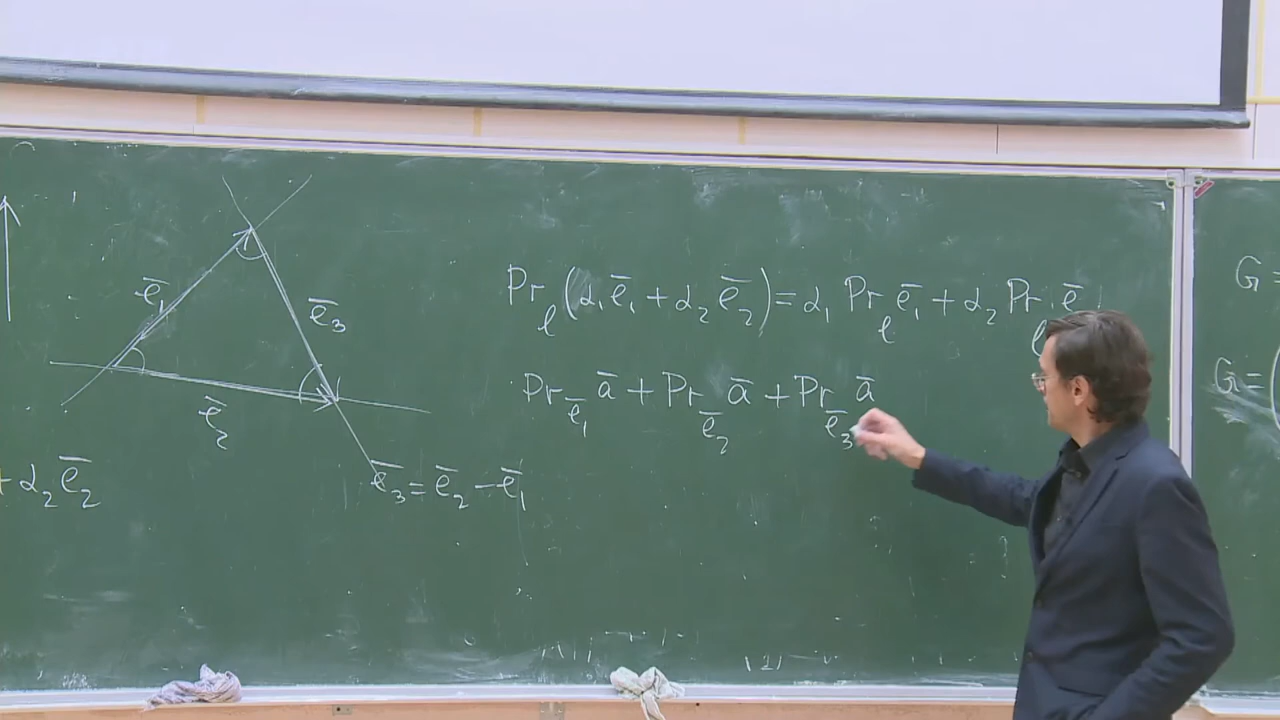 ē₁
ē₃
ē₂
+ α₂ ē₂
ē₃ = ē₂ − ē₁
Pr_l (α₁ ē₁ + α₂ ē₂) = α₁ Pr_l ē₁ + α₂ Pr_l ē
Pr_ē₁ ā + Pr_ē₂ ā + Pr_ē₃ ā
G =
G =